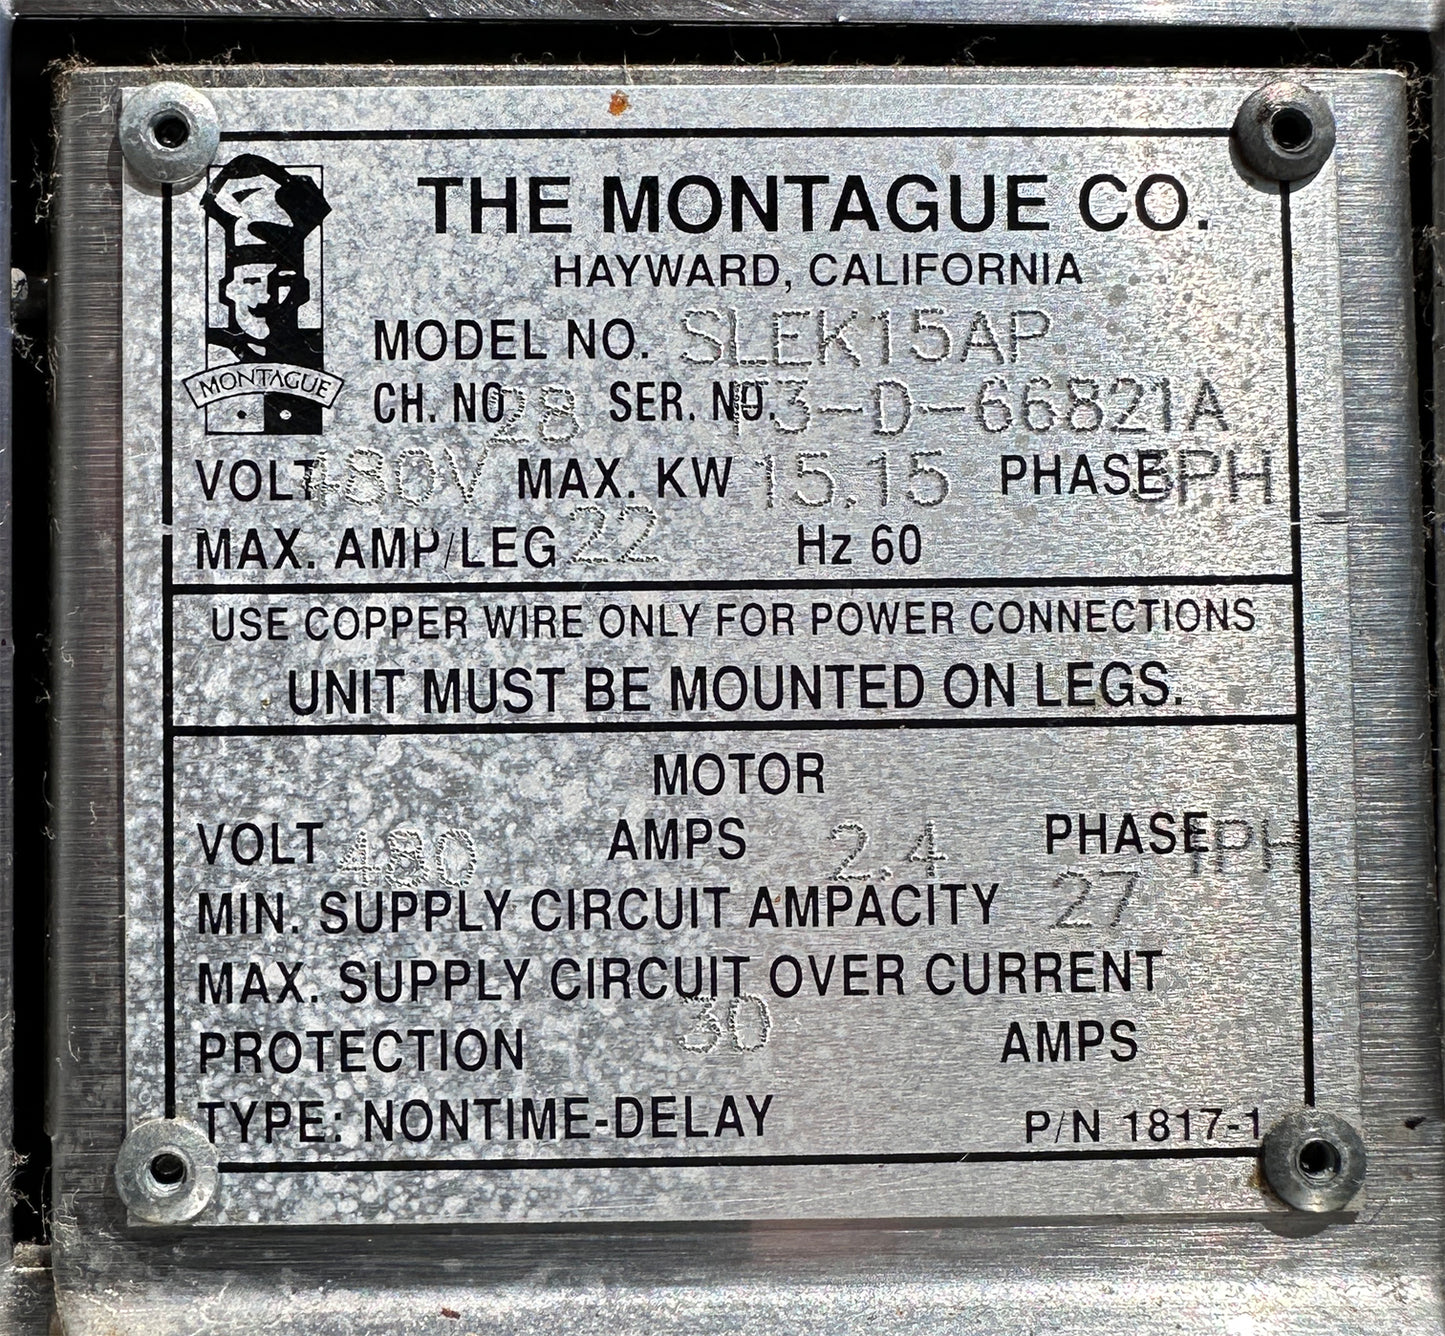 THE MONTAGUE CO.
HAYWARD, CALIFORNIA
MONTAGUE
MODEL NO. SLEK15AP
CH. NO 28 SER. NO. 13-D-66821A
VOLT 480V MAX. KW 15.15 PHASE 3PH
MAX. AMP/LEG 22 Hz 60
USE COPPER WIRE ONLY FOR POWER CONNECTIONS
UNIT MUST BE MOUNTED ON LEGS.
MOTOR
VOLT 480 AMPS 2.4 PHASE 1PH
MIN. SUPPLY CIRCUIT AMPACITY 27
MAX. SUPPLY CIRCUIT OVER CURRENT
PROTECTION 30 AMPS
TYPE: NONTIME-DELAY P/N 1817-1